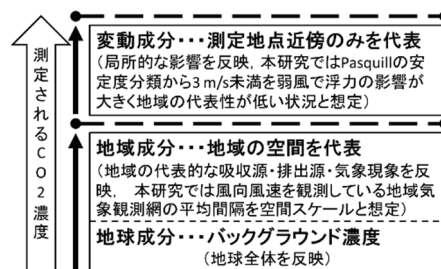 測定されるCO2濃度
変動成分･･･測定地点近傍のみを代表
(局所的な影響を反映，本研究ではPasquillの安
定度分類から3 m/s未満を弱風で浮力の影響が
大きく地域の代表性が低い状況と想定)
地域成分･･･地域の空間を代表
(地域の代表的な吸収源・排出源・気象現象を反
映， 本研究では風向風速を観測している地域気
象観測網の平均間隔を空間スケールと想定)
地球成分･･･バックグラウンド濃度
(地球全体を反映)